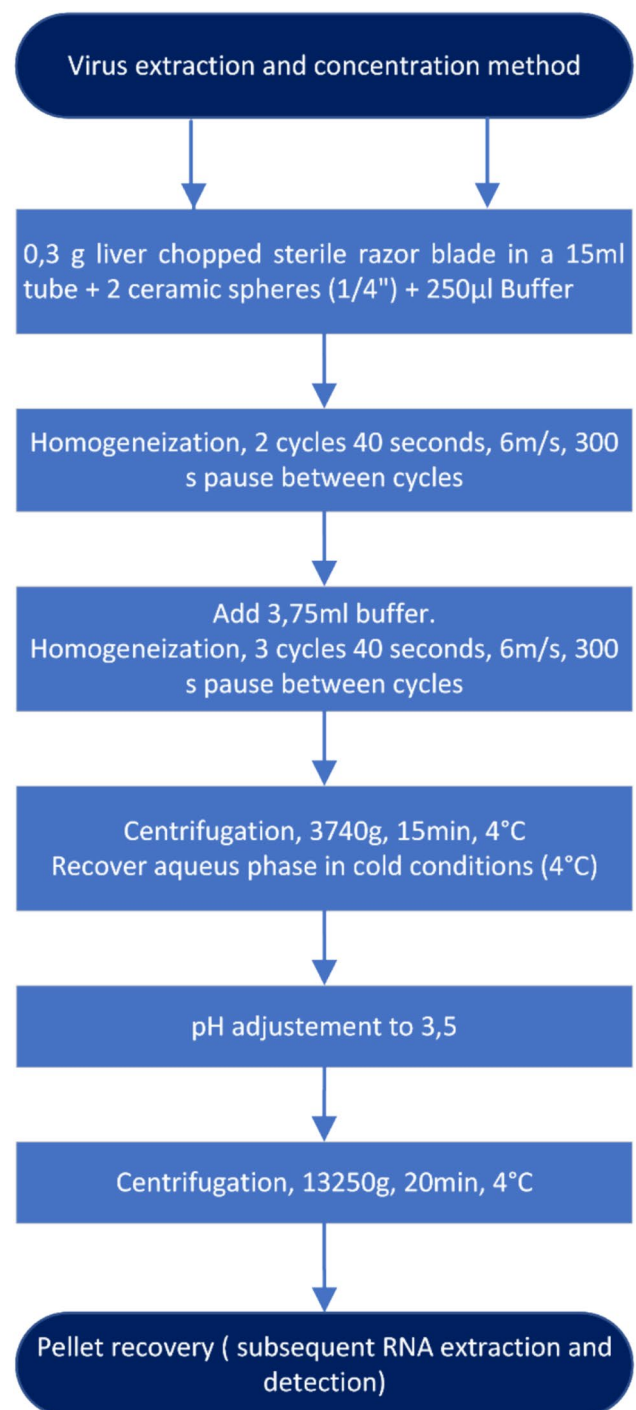 Virus extraction and concentration method
0,3 g liver chopped sterile razor blade in a 15ml
tube + 2 ceramic spheres (1/4") + 250µl Buffer
Homogeneization, 2 cycles 40 seconds, 6m/s, 300
s pause between cycles
Add 3,75ml buffer.
Homogeneization, 3 cycles 40 seconds, 6m/s, 300
s pause between cycles
Centrifugation, 3740g, 15min, 4°C
Recover aqueus phase in cold conditions (4°C)
pH adjustement to 3,5
Centrifugation, 13250g, 20min, 4°C
Pellet recovery ( subsequent RNA extraction and
detection)